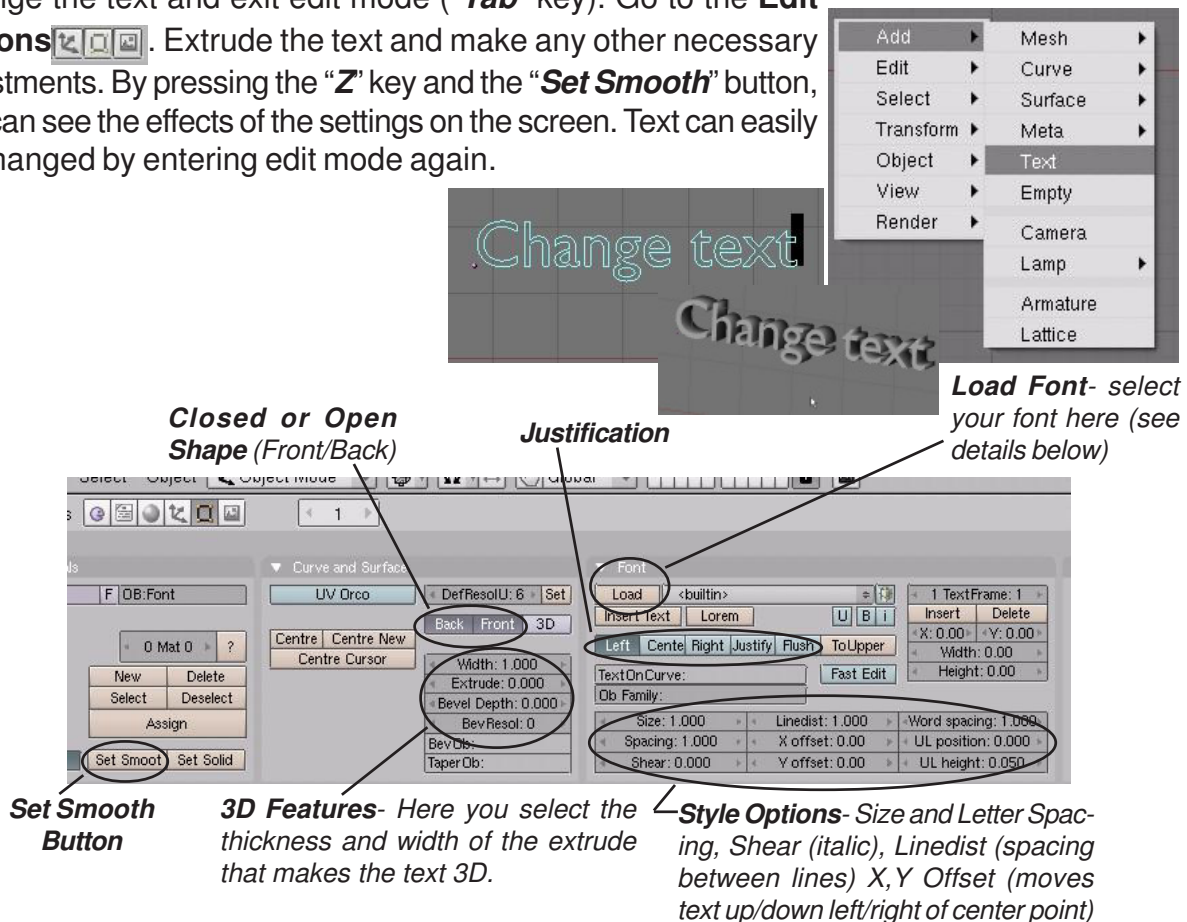 nge the text and exit edit mode ("Tab" key). Go to the Edit
ons . Extrude the text and make any other necessary
stments. By pressing the "Z" key and the "Set Smooth" button,
can see the effects of the settings on the screen. Text can easily
hanged by entering edit mode again.
Add
Edit
Select
Transform
Object
View
Render
Mesh
Curve
Surface
Meta
Text
Empty
Camera
Lamp
Armature
Lattice
Change text
Change text
Load Font- select
your font here (see
details below)
Closed or Open
Shape (Front/Back)
Justification
Select Object Object Mode Global
1
Curve and Surface
Font
F OB:Font
UV Orco
DefResolU: 6 Set
Load <builtin>
1 TextFrame: 1
Back Front 3D
Insert Text Lorem U B i
Insert Delete
0 Mat 0 ?
Centre Centre New
Left Cente Right Justify Flush ToUpper
X: 0.00 Y: 0.00
Centre Cursor
Width: 1.000
Width: 0.00
New Delete
Extrude: 0.000
TextOnCurve: Fast Edit
Height: 0.00
Select Deselect
Bevel Depth: 0.000
Ob Family:
Assign
BevResol: 0
Size: 1.000 Linedist: 1.000 Word spacing: 1.000
BevOb:
Spacing: 1.000 X offset: 0.00 UL position: 0.000
Set Smoot Set Solid
TaperOb:
Shear: 0.000 Y offset: 0.00 UL height: 0.050
Set Smooth
Button
3D Features- Here you select the
thickness and width of the extrude
that makes the text 3D.
Style Options- Size and Letter Spac-
ing, Shear (italic), Linedist (spacing
between lines) X,Y Offset (moves
text up/down left/right of center point)